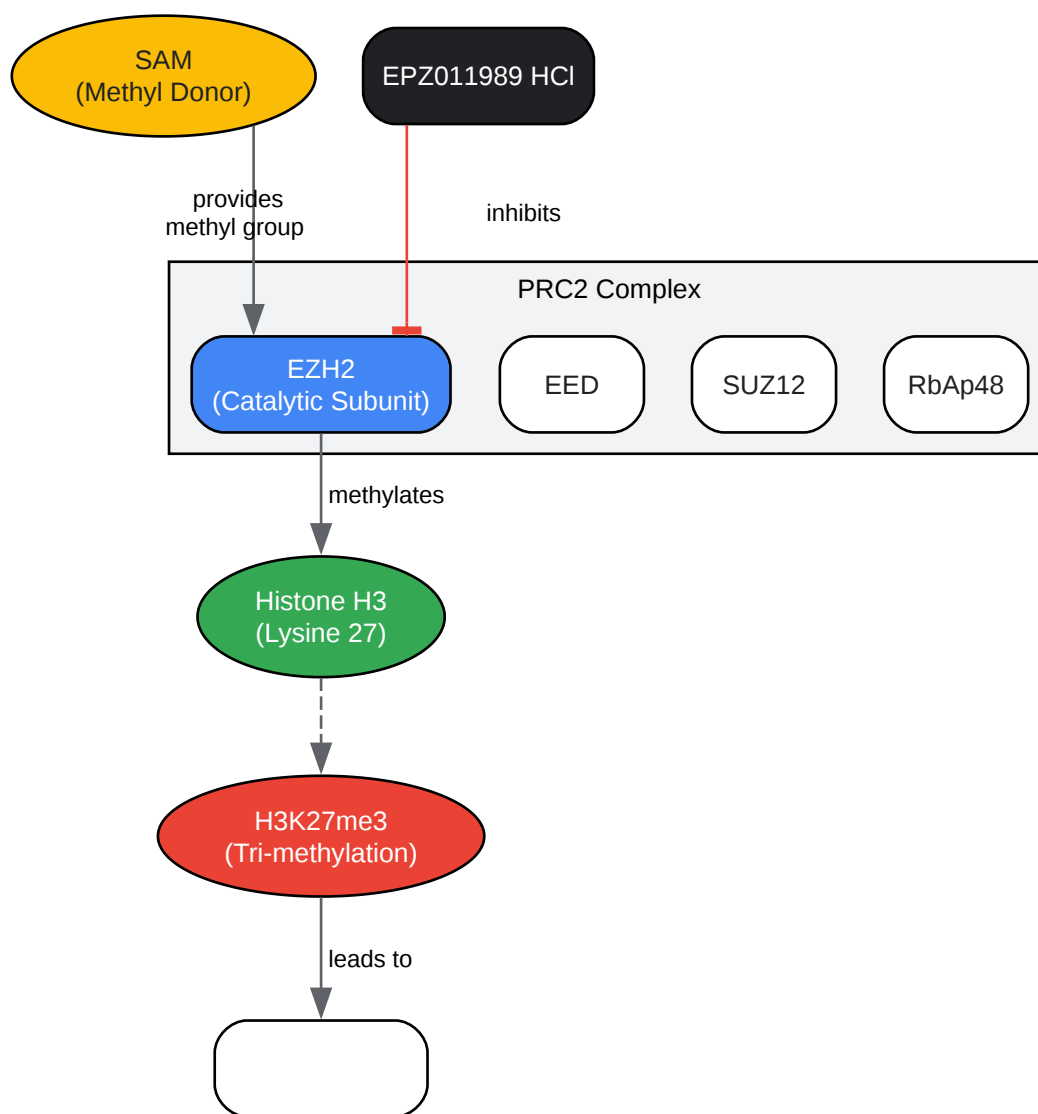 SAM
(Methyl Donor)
EPZ011989 HCl
provides
methyl group
inhibits
PRC2 Complex
EZH2
(Catalytic Subunit)
EED
SUZ12
RbAp48
methylates
Histone H3
(Lysine 27)
H3K27me3
(Tri-methylation)
leads to